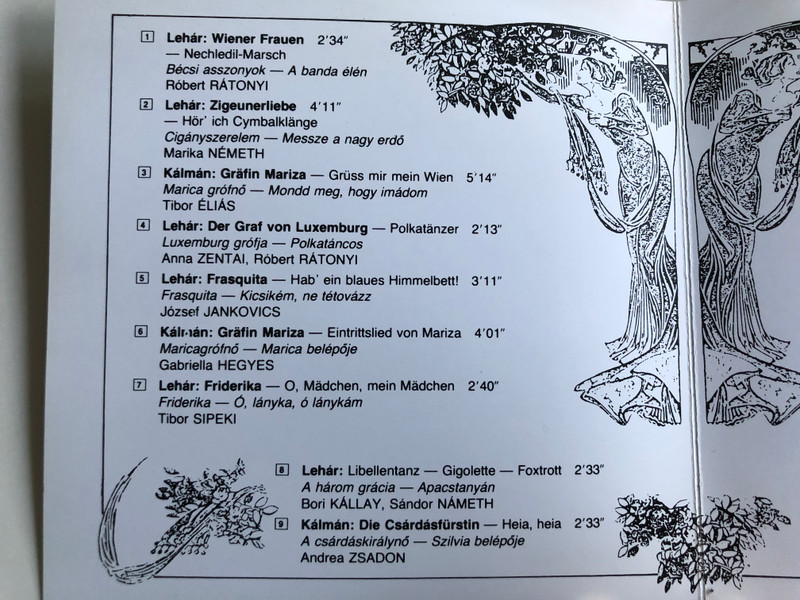 1 Lehár: Wiener Frauen 2'34"
— Nechledil-Marsch
Bécsi asszonyok — A banda élén
Róbert RÁTONYI
2 Lehár: Zigeunerliebe 4'11"
— Hör' ich Cymbalklänge
Cigányszerelem — Messze a nagy erdő
Marika NÉMETH
3 Kálmán: Gräfin Mariza — Grüss mir mein Wien 5'14"
Marica grófnő — Mondd meg, hogy imádom
Tibor ÉLIÁS
4 Lehár: Der Graf von Luxemburg — Polkatänzer 2'13"
Luxemburg grófja — Polkatáncos
Anna ZENTAI, Róbert RÁTONYI
5 Lehár: Frasquita — Hab' ein blaues Himmelbett! 3'11"
Frasquita — Kicsikém, ne tétovázz
József JANKOVICS
6 Kálmán: Gräfin Mariza — Eintrittslied von Mariza 4'01"
Maricagrófnő — Marica belépője
Gabriella HEGYES
7 Lehár: Friderika — O, Mädchen, mein Mädchen 2'40"
Friderika — Ó, lányka, ó lánykám
Tibor SIPEKI
8 Lehár: Libellentanz — Gigolette — Foxtrott 2'33"
A három grácia — Apacstanyán
Bori KÁLLAY, Sándor NÁMETH
9 Kálmán: Die Csárdásfürstin — Heia, heia 2'33"
A csárdáskirálynő — Szilvia belépője
Andrea ZSADON